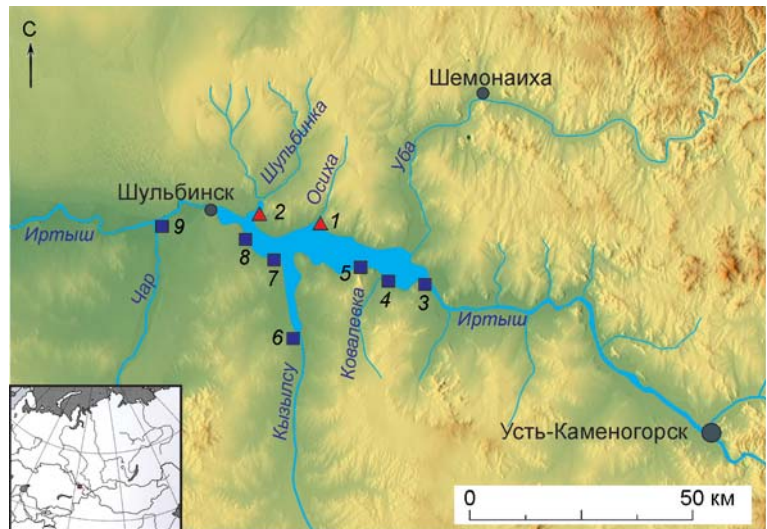 С
Шемонаиха
Шульбинка
Осиха
Уба
Шульбинск
2
1
Иртыш
9
8
7
5
4
3
Чар
Ковалевка
Иртыш
6
Кызылсу
Усть-Каменогорск
0 50 км